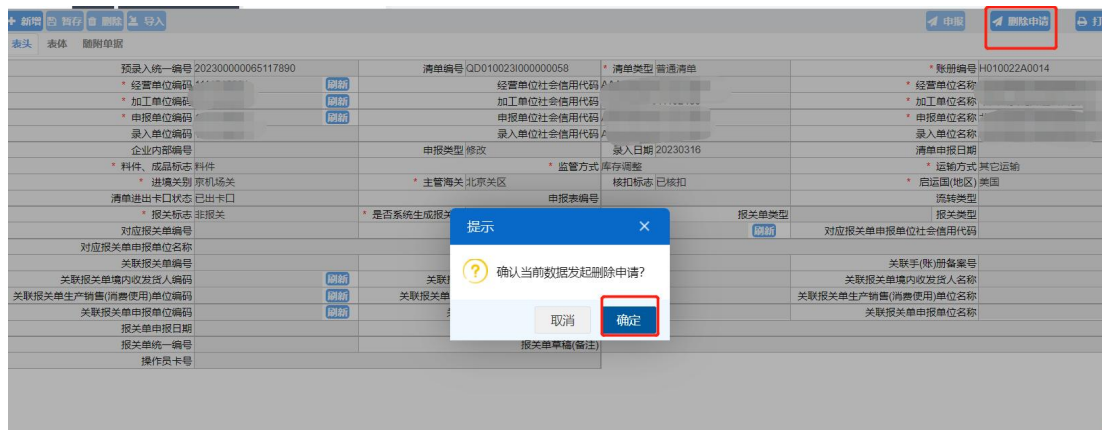 + 新增 暂存 删除 导入 申报 删除申请 打
表头 表体 随附单据
预录入统一编号 202300000065117890 清单编号 QD010023I000000058 * 清单类型 普通清单 * 账册编号 H010022A0014
* 经营单位编码 刷新 经营单位社会信用代码 * 经营单位名称
* 加工单位编码 刷新 加工单位社会信用代码 * 加工单位名称
* 申报单位编码 刷新 申报单位社会信用代码 * 申报单位名称
录入单位编码 录入单位社会信用代码 录入单位名称
企业内部编号 申报类型 修改 录入日期 20230316 清单申报日期
* 料件、成品标志 料件 * 监管方式 库存调整 * 运输方式 其它运输
* 进境关别 京机场关 * 主管海关 北京关区 核扣标志 已核扣 * 启运国(地区) 美国
清单进出卡口状态 已出卡口 申报表编号 流转类型
* 报关标志 非报关 * 是否系统生成报关 报关单类型 报关类型
对应报关单编号 刷新 对应报关单申报单位社会信用代码
对应报关单申报单位名称
关联报关单编号 关联手(账)册备案号
关联报关单境内收发货人编码 刷新 关联 关联报关单境内收发货人名称
关联报关单生产销售(消费使用)单位编码 刷新 关联报关单 关联报关单生产销售(消费使用)单位名称
关联报关单申报单位编码 刷新 关联报关单申报单位名称
报关单申报日期
报关单统一编号 报关单草稿(备注)
操作员卡号
提示 ×
? 确认当前数据发起删除申请?
取消 确定